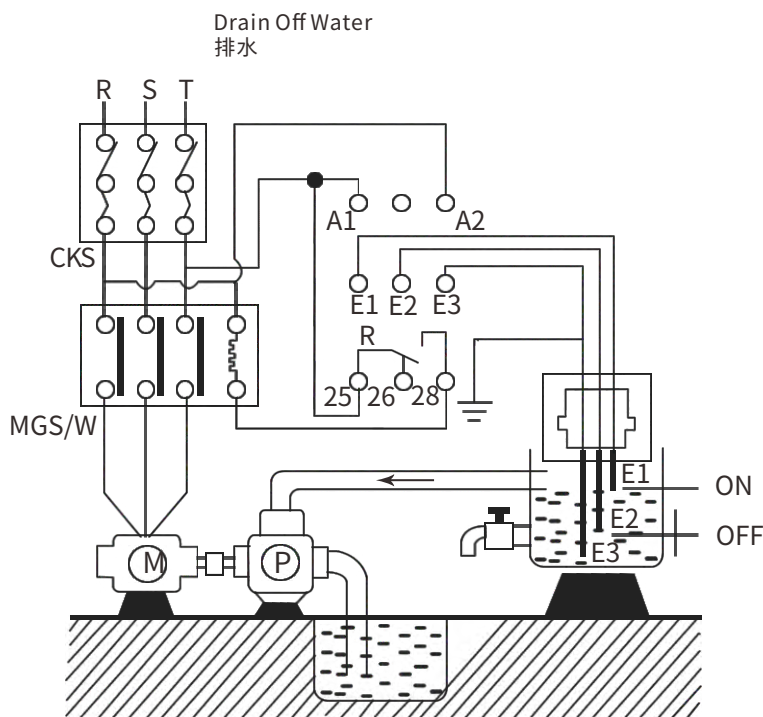 Drain Off Water
排水
R S T
A1 A2
CKS
E1 E2 E3
R
25 26 28
MGS/W
E1
ON
E2
OFF
E3
M P